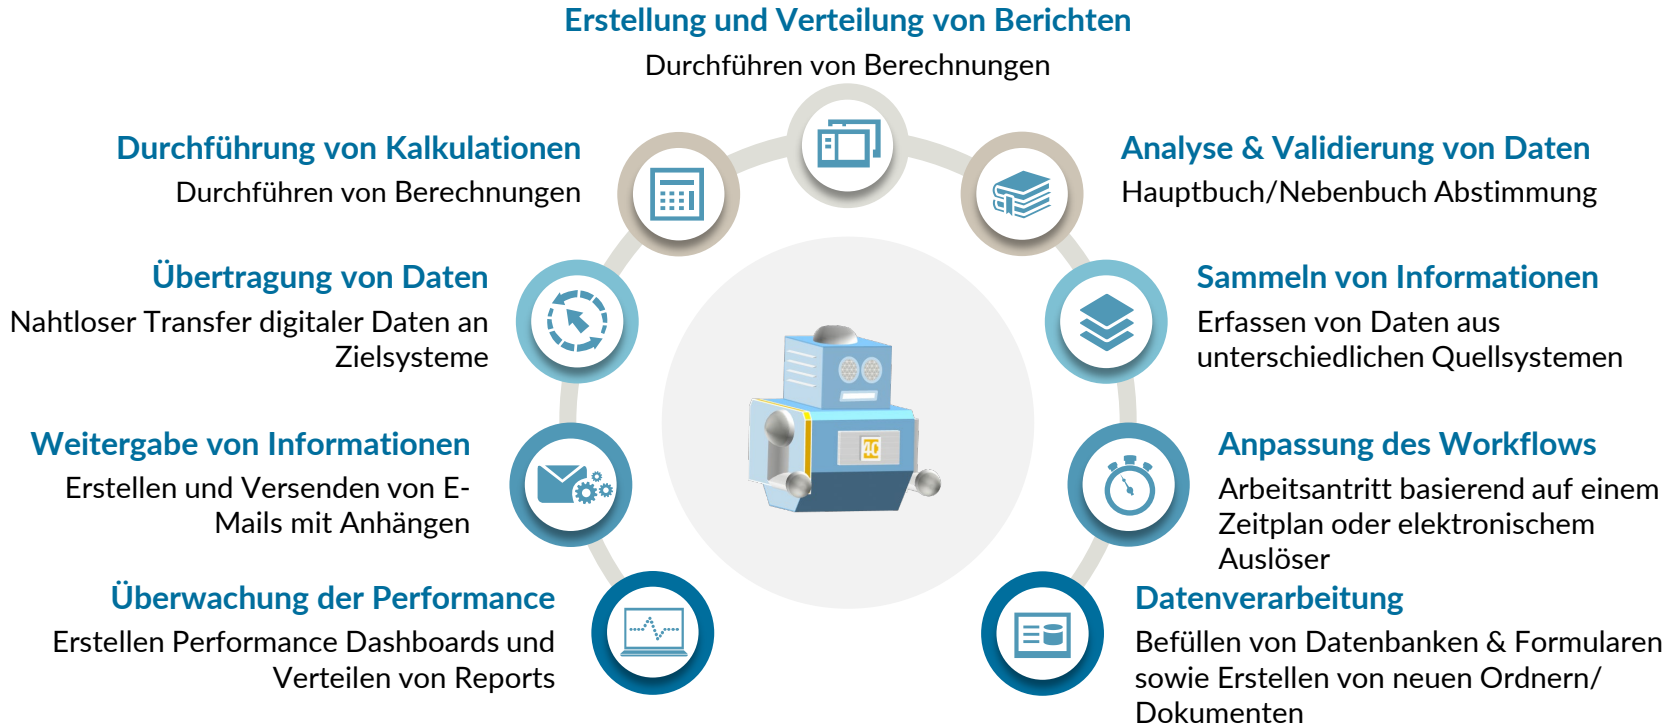 Erstellung und Verteilung von Berichten
Durchführen von Berechnungen
Durchführung von Kalkulationen
Durchführen von Berechnungen
Analyse & Validierung von Daten
Hauptbuch/Nebenbuch Abstimmung
Übertragung von Daten
Nahtloser Transfer digitaler Daten an
Zielsysteme
Sammeln von Informationen
Erfassen von Daten aus
unterschiedlichen Quellsystemen
4C
Weitergabe von Informationen
Erstellen und Versenden von E-
Mails mit Anhängen
Anpassung des Workflows
Arbeitsantritt basierend auf einem
Zeitplan oder elektronischem
Auslöser
Überwachung der Performance
Erstellen Performance Dashboards und
Verteilen von Reports
Datenverarbeitung
Befüllen von Datenbanken & Formularen
sowie Erstellen von neuen Ordnern/
Dokumenten